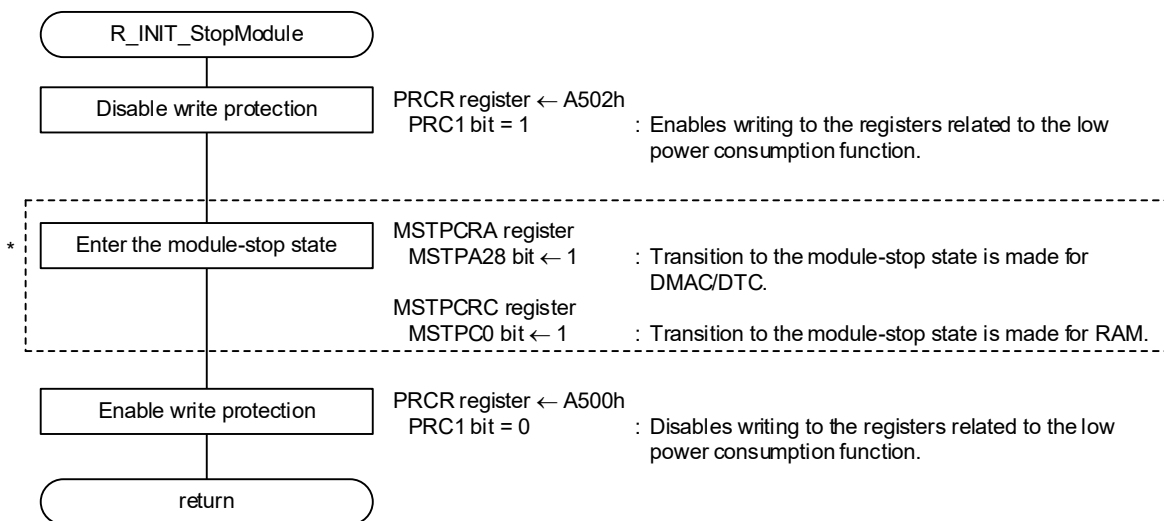 R_INIT_StopModule
Disable write protection
PRCR register ← A502h
PRC1 bit = 1 : Enables writing to the registers related to the low
power consumption function.
*
Enter the module-stop state
MSTPCRA register
MSTPA28 bit ← 1 : Transition to the module-stop state is made for
DMAC/DTC.
MSTPCRC register
MSTPC0 bit ← 1 : Transition to the module-stop state is made for RAM.
Enable write protection
PRCR register ← A500h
PRC1 bit = 0 : Disables writing to the registers related to the low
power consumption function.
return